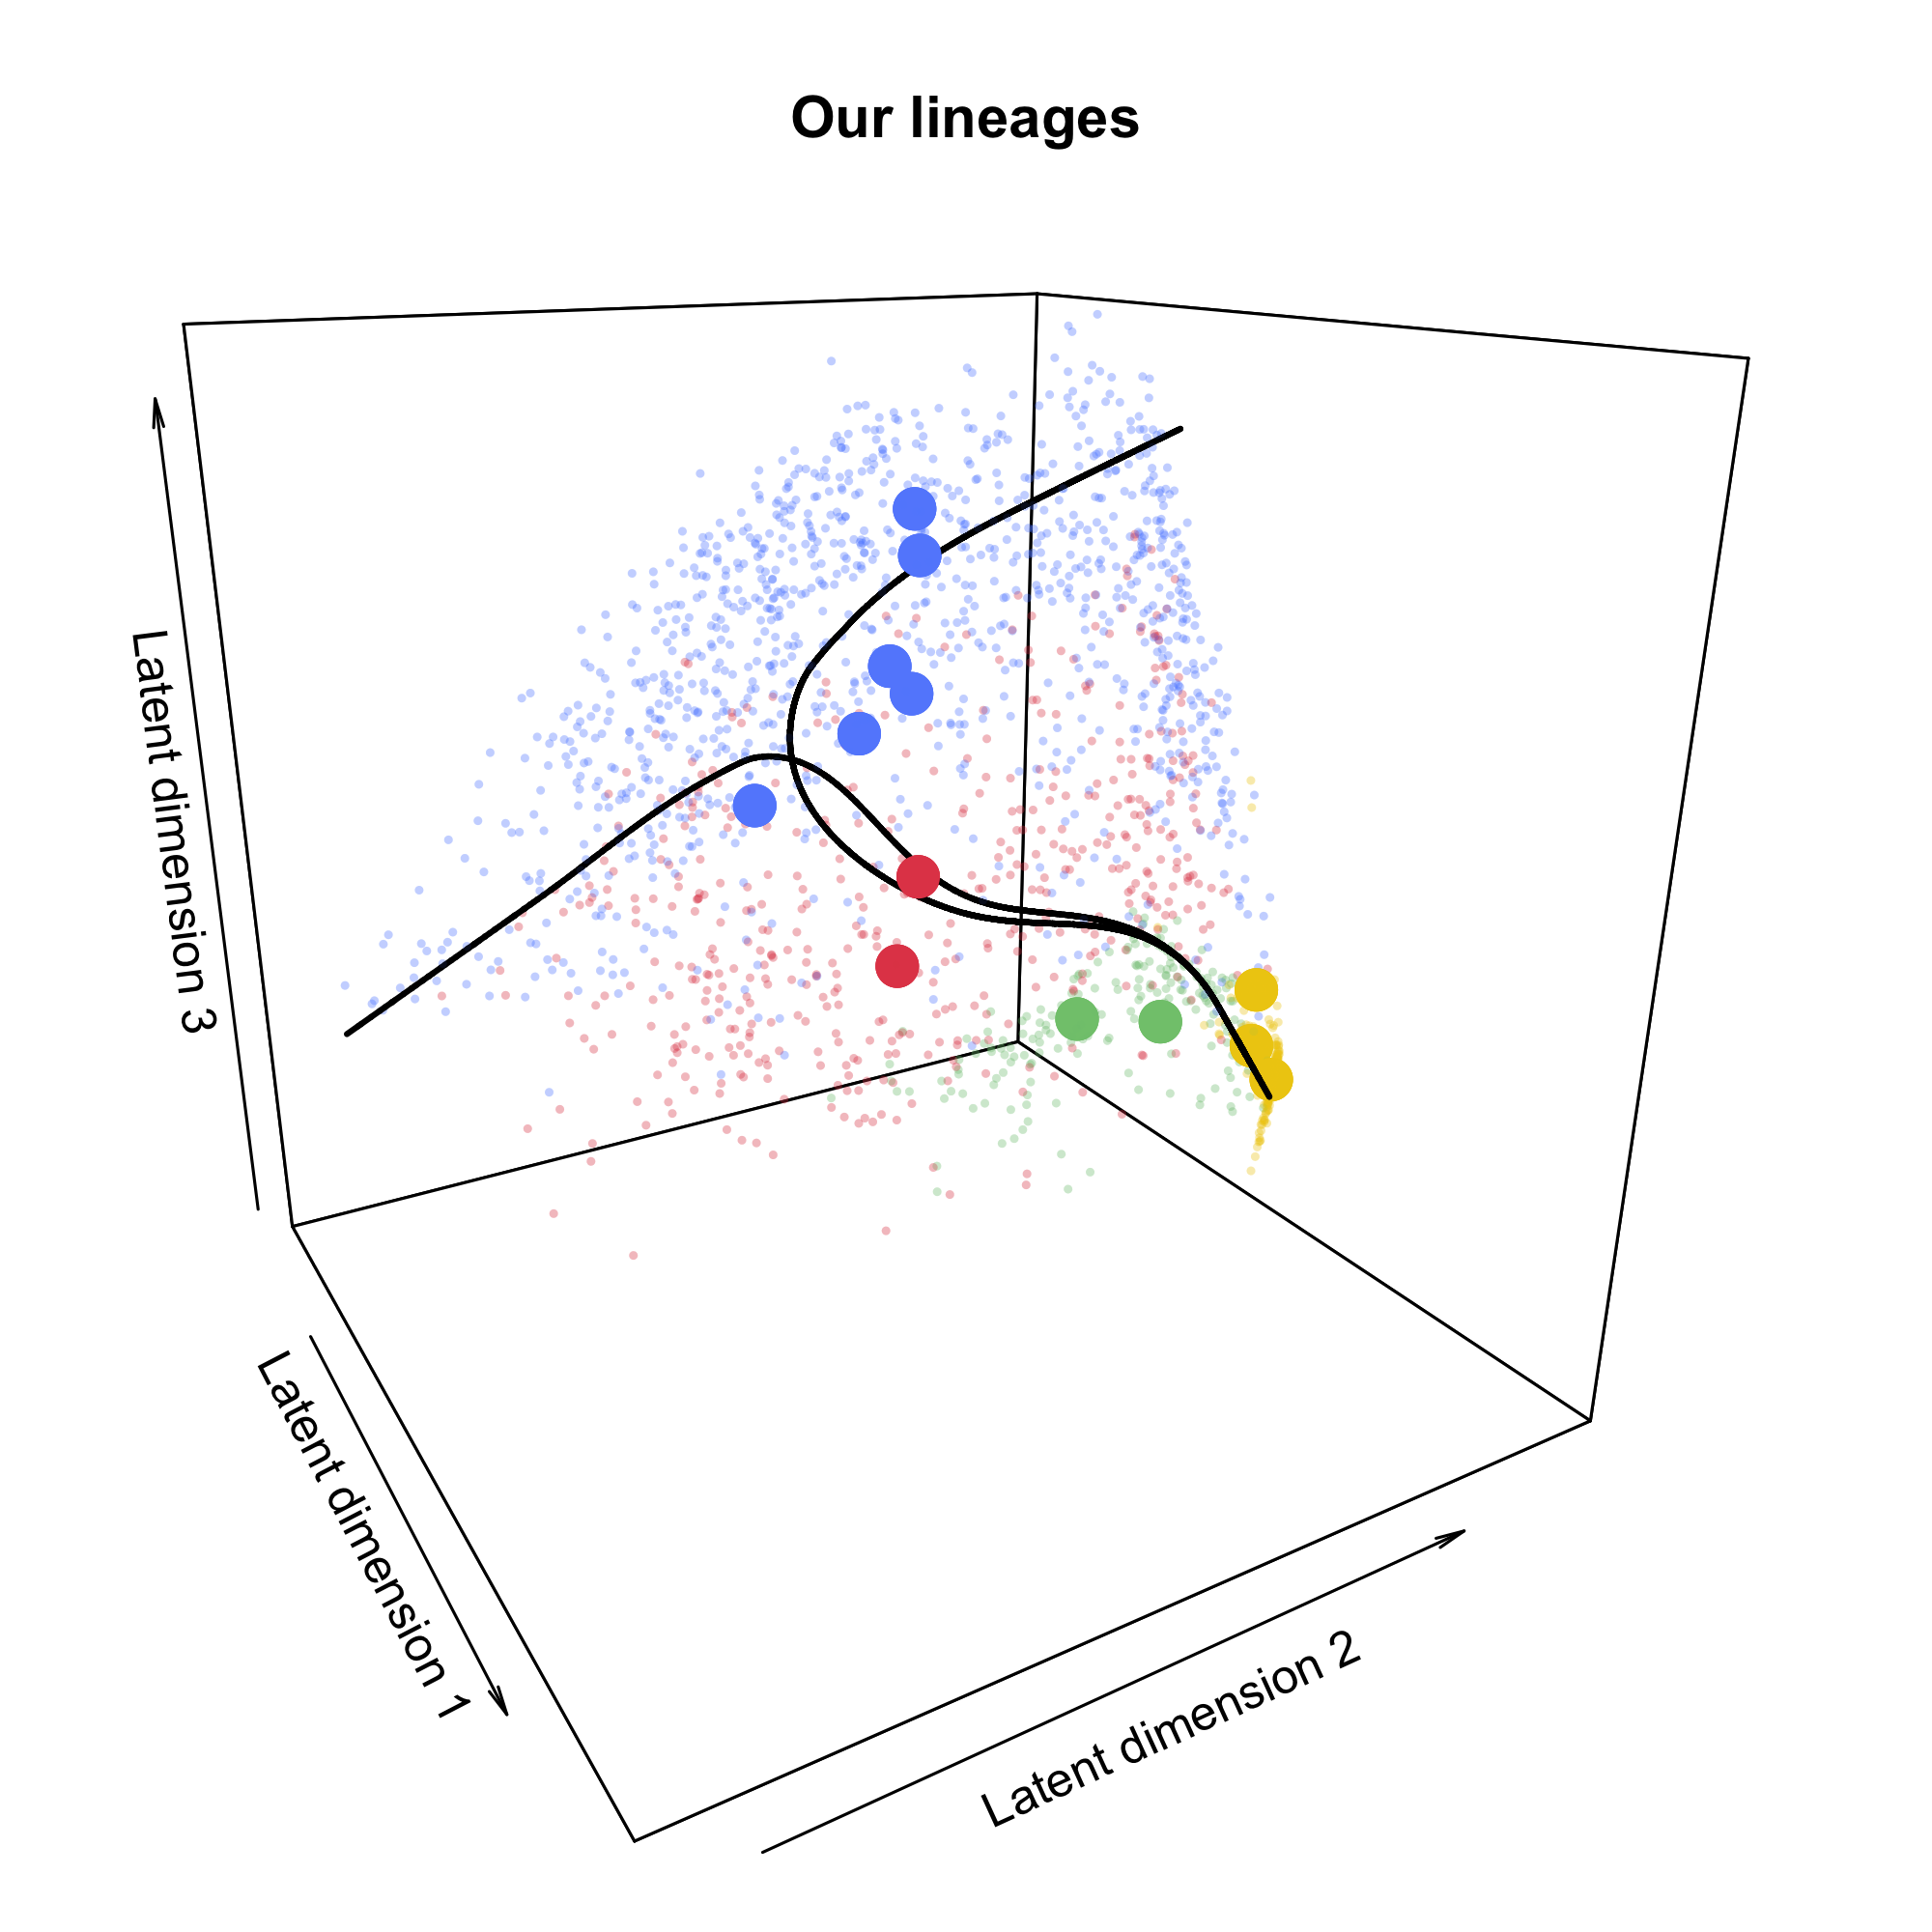 Our lineages
Latent dimension 3
Latent dimension 1
Latent dimension 2